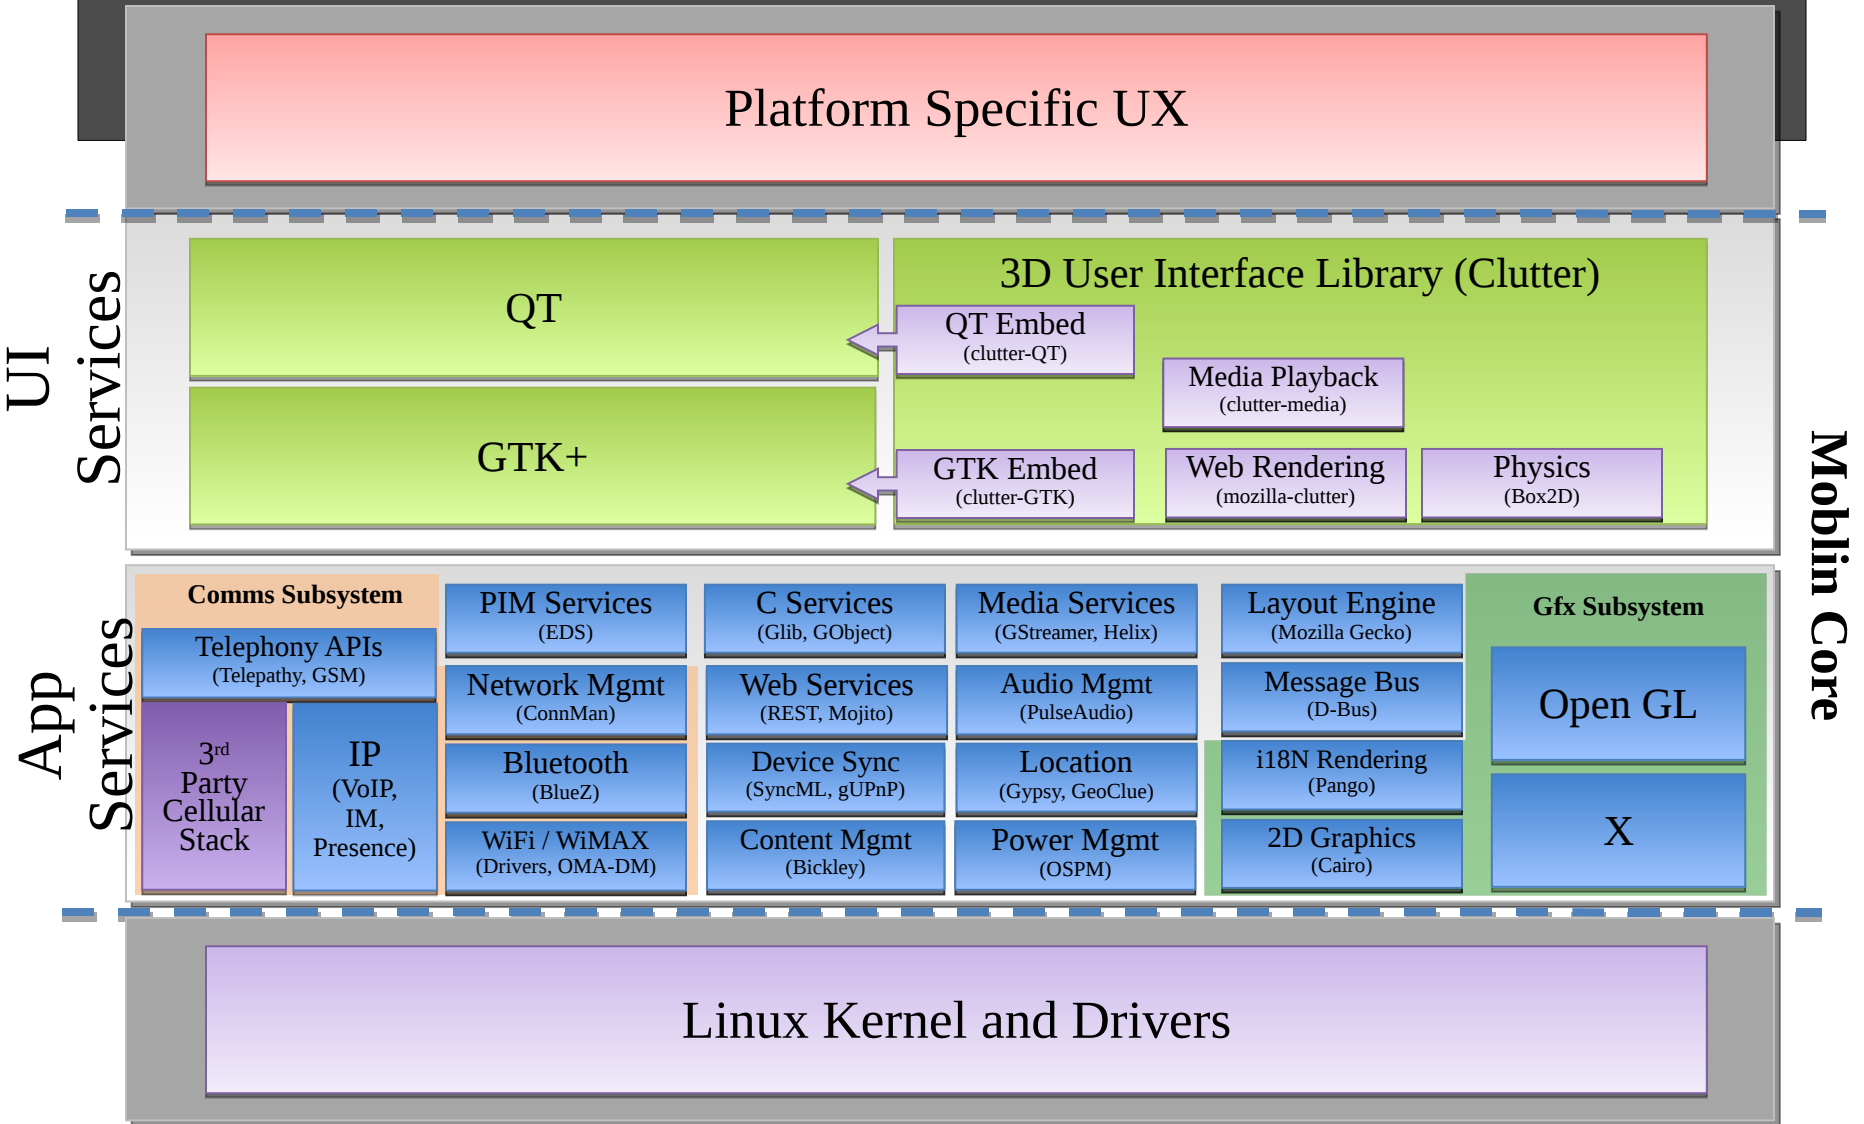 Platform Specific UX
UI
Services
QT
3D User Interface Library (Clutter)
QT Embed
(clutter-QT)
Media Playback
(clutter-media)
GTK+
GTK Embed
(clutter-GTK)
Web Rendering
(mozilla-clutter)
Physics
(Box2D)
Moblin Core
App
Services
Comms Subsystem
Telephony APIs
(Telepathy, GSM)
3rd
Party
Cellular
Stack
IP
(VoIP,
IM,
Presence)
PIM Services
(EDS)
Network Mgmt
(ConnMan)
Bluetooth
(BlueZ)
WiFi / WiMAX
(Drivers, OMA-DM)
C Services
(Glib, GObject)
Web Services
(REST, Mojito)
Device Sync
(SyncML, gUPnP)
Content Mgmt
(Bickley)
Media Services
(GStreamer, Helix)
Audio Mgmt
(PulseAudio)
Location
(Gypsy, GeoClue)
Power Mgmt
(OSPM)
Layout Engine
(Mozilla Gecko)
Message Bus
(D-Bus)
i18N Rendering
(Pango)
2D Graphics
(Cairo)
Gfx Subsystem
Open GL
X
Linux Kernel and Drivers